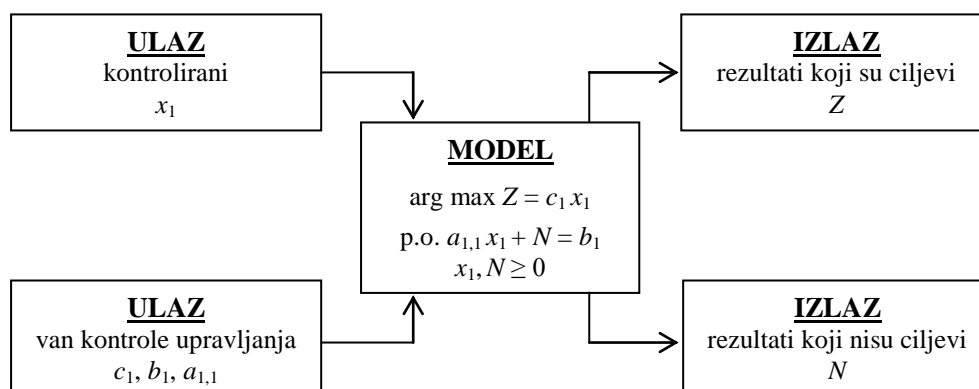 ULAZ
kontrolirani
x₁
IZLAZ
rezultati koji su ciljevi
Z
MODEL
arg max Z = c₁ x₁
p.o. a₁,₁ x₁ + N = b₁
x₁, N ≥ 0
ULAZ
van kontrole upravljanja
c₁, b₁, a₁,₁
IZLAZ
rezultati koji nisu ciljevi
N